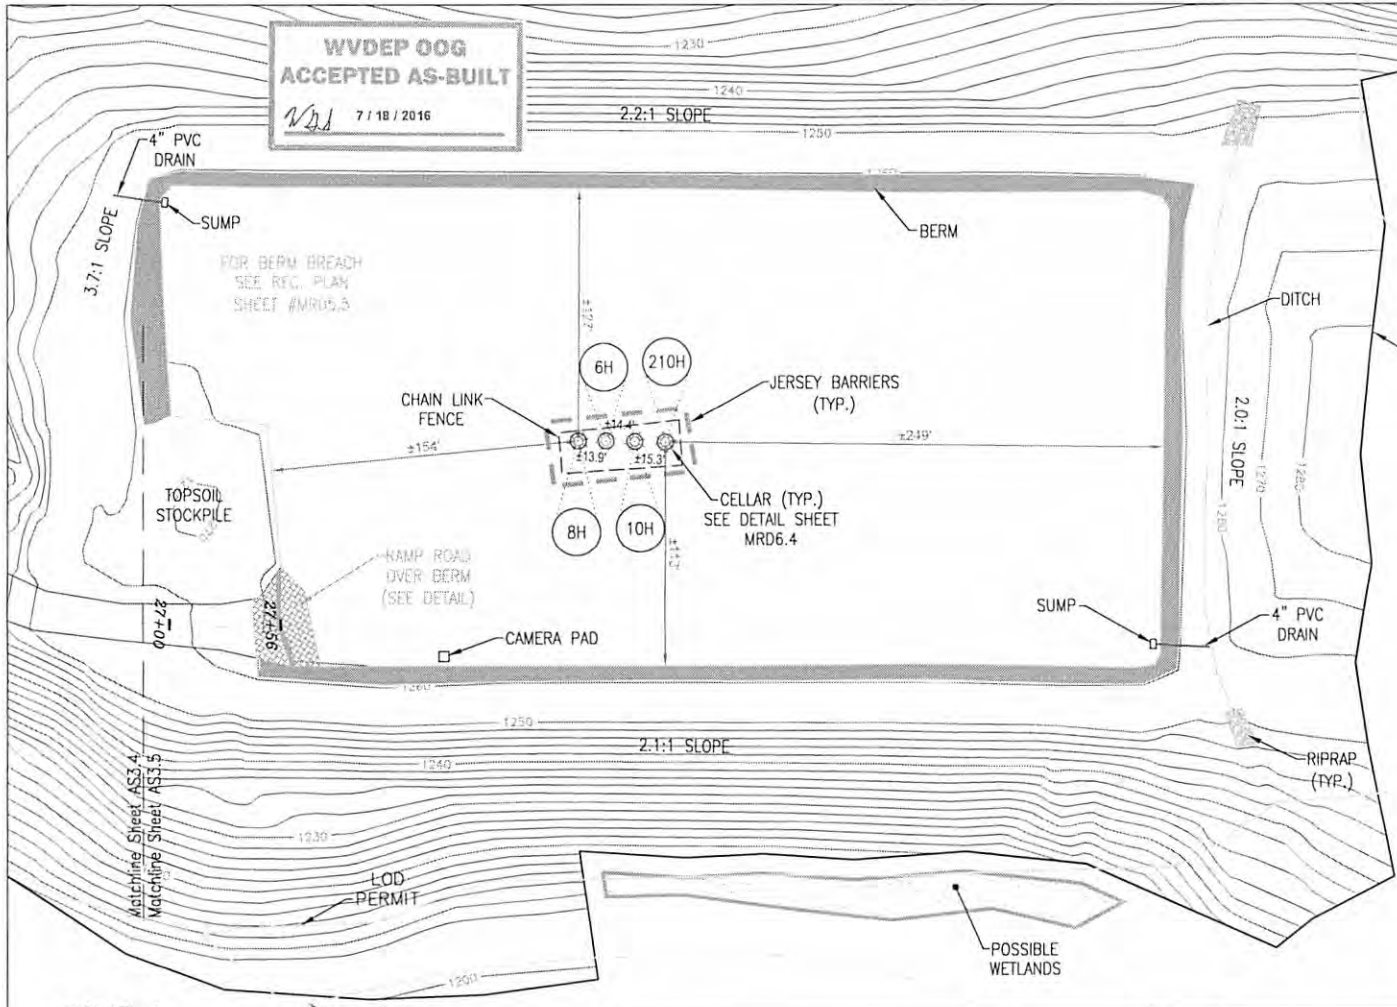 WVDEP OOG
ACCEPTED AS-BUILT
7 / 18 / 2016
1230
1240
2.2:1 SLOPE
1250
4" PVC
DRAIN
SUMP
3.7:1 SLOPE
BERM
FOR BERM BREACH
SEE REC. PLAN
SHEET #MRD5.3
DITCH
6H
210H
JERSEY BARRIERS
(TYP.)
CHAIN LINK
FENCE
±14.4'
±154'
±13.9'
±15.3'
±249'
2.0:1 SLOPE
1270
1280
1260
TOPSOIL
STOCKPILE
8H
10H
CELLAR (TYP.)
SEE DETAIL SHEET
MRD6.4
RAMP ROAD
OVER BERM
(SEE DETAIL)
27+00
27+56
CAMERA PAD
SUMP
4" PVC
DRAIN
1260
1250
2.1:1 SLOPE
1240
RIPRAP
(TYP.)
Matchline Sheet AS3.4
Matchline Sheet AS3.5
1230
LOD
PERMIT
POSSIBLE
WETLANDS
1200